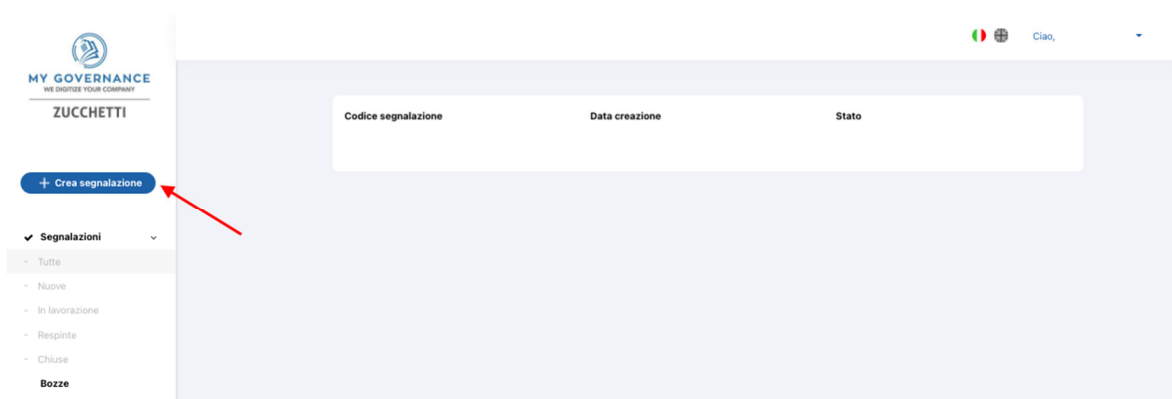 MY GOVERNANCE
WE DIGITIZE YOUR COMPANY
ZUCCHETTI
Ciao,
Codice segnalazione Data creazione Stato
+ Crea segnalazione
Segnalazioni
- Tutte
- Nuove
- In lavorazione
- Respinte
- Chiuse
Bozze